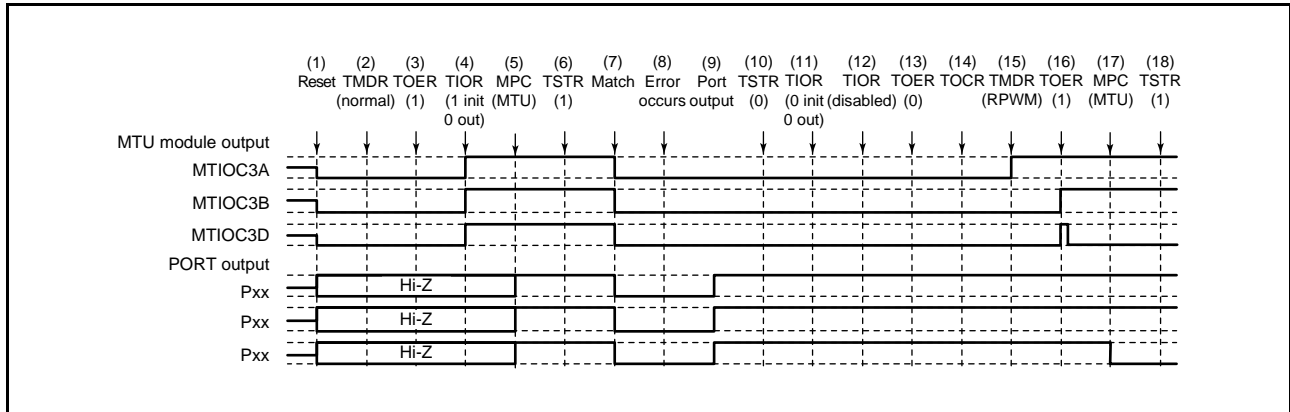 (1) (2) (3) (4) (5) (6) (7) (8) (9) (10) (11) (12) (13) (14) (15) (16) (17) (18)
Reset TMDR TOER TIOR MPC TSTR Match Error Port TSTR TIOR TIOR TOER TOCR TMDR TOER MPC TSTR
(normal) (1) (1 init (MTU) (1) occurs output (0) (0 init (disabled) (0) (RPWM) (1) (MTU) (1)
0 out) 0 out)
MTU module output
MTIOC3A
MTIOC3B
MTIOC3D
PORT output
Pxx Hi-Z
Pxx Hi-Z
Pxx Hi-Z